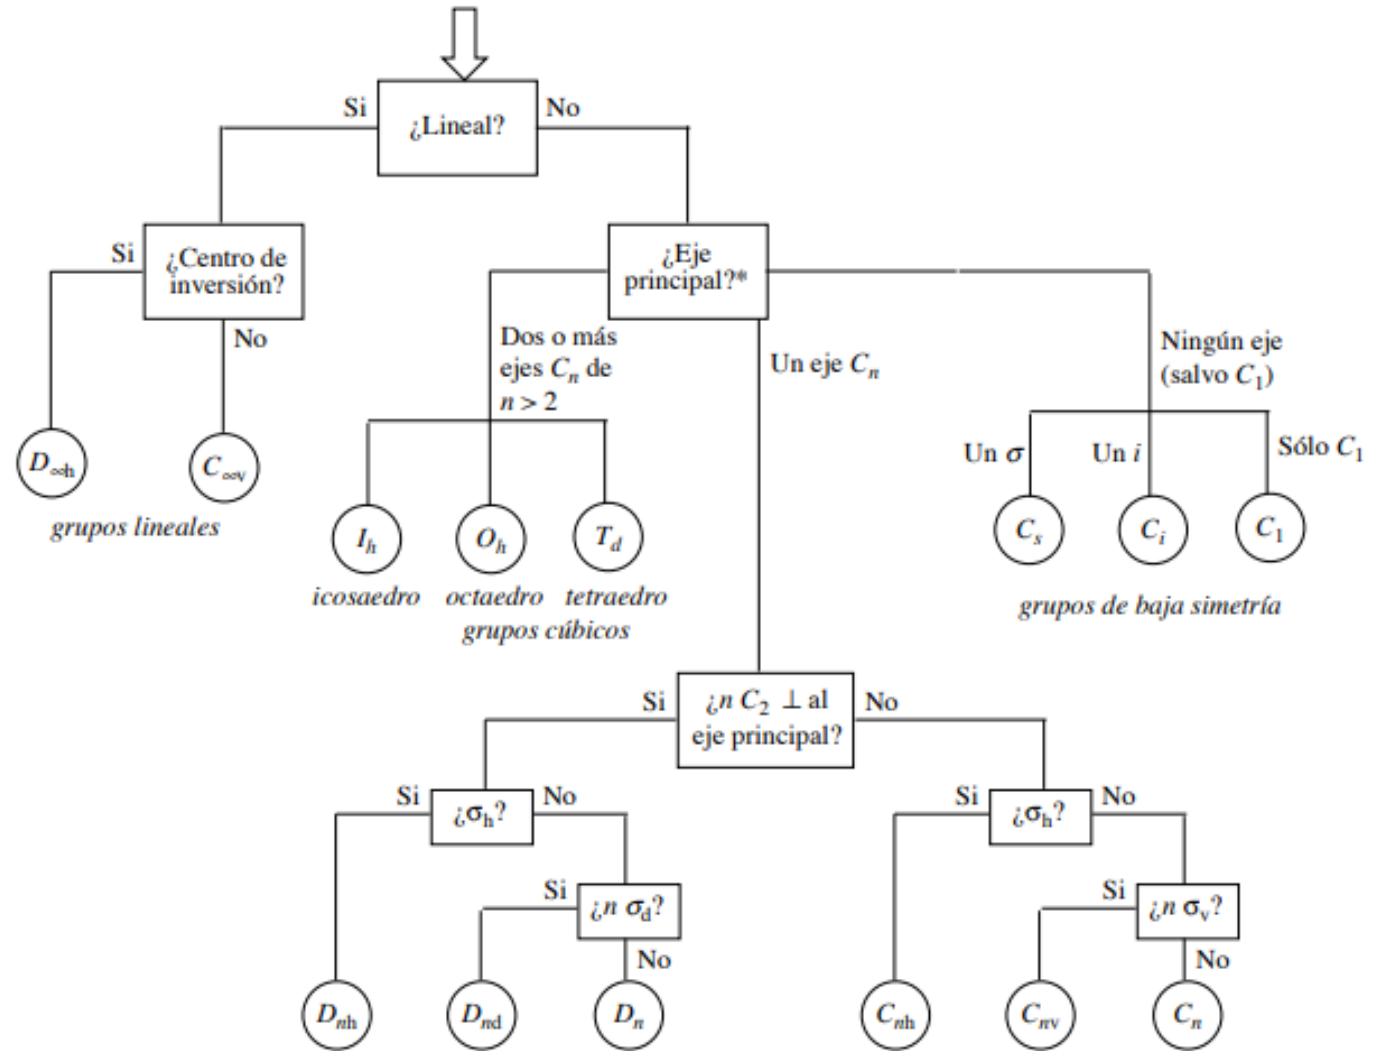 ¿Lineal?
Si
No
¿Centro de
inversión?
Si
No
¿Eje
principal?*
Dos o más
ejes Cₙ de
n > 2
Un eje Cₙ
Ningún eje
(salvo C₁)
Un σ
Un i
Sólo C₁
D∞h
C∞v
grupos lineales
Iₕ
Oₕ
T_d
icosaedro
octaedro
tetraedro
grupos cúbicos
Cₛ
Cᵢ
C₁
grupos de baja simetría
¿n C₂ ⊥ al
eje principal?
Si
No
¿σₕ?
Si
No
¿σₕ?
Si
No
¿n σ_d?
Si
No
¿n σᵥ?
Si
No
Dₙₕ
Dₙd
Dₙ
Cₙₕ
Cₙᵥ
Cₙ